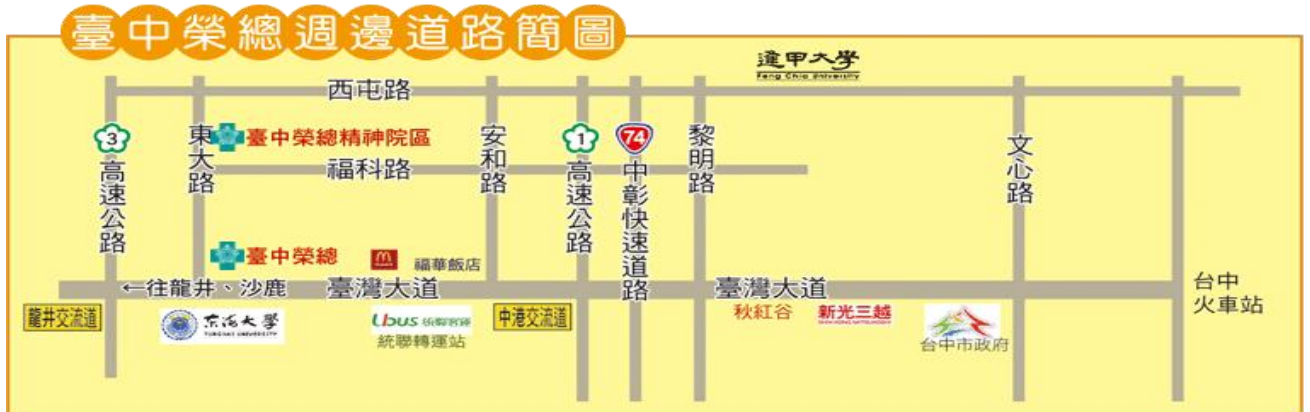 臺中榮總週邊道路簡圖
逢甲大學
Feng Chia University
西屯路
3
高速公路
東大路
臺中榮總精神院區
福科路
安和路
1
高速公路
74
中彰快速道路
黎明路
文心路
臺中榮總
福華飯店
←往龍井、沙鹿
臺灣大道
臺灣大道
台中
火車站
龍井交流道
東海大學
TUNGHAI UNIVERSITY
Ubus 統聯客運
統聯轉運站
中港交流道
秋紅谷
新光三越
SHIN KONG MITSUKOSHI
台中市政府